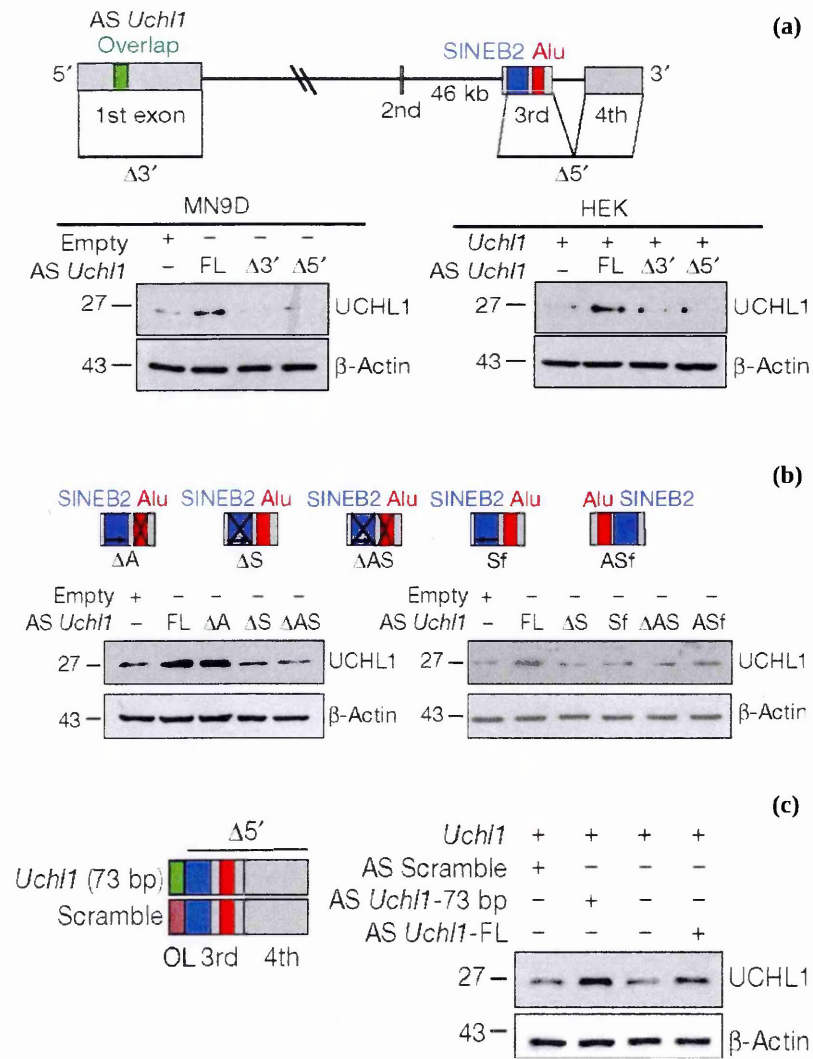 (a)
AS Uchl1
Overlap
SINEB2 Alu
5′ 3′
1st exon 2nd 46 kb 3rd 4th
Δ3′ Δ5′
MN9D
Empty + − − −
AS Uchl1 − FL Δ3′ Δ5′
27 UCHL1
43 β-Actin
HEK
Uchl1 + + + +
AS Uchl1 − FL Δ3′ Δ5′
27 UCHL1
43 β-Actin
(b)
SINEB2 Alu SINEB2 Alu SINEB2 Alu SINEB2 Alu Alu SINEB2
ΔA ΔS ΔAS Sf ASf
Empty + − − − −
AS Uchl1 − FL ΔA ΔS ΔAS
27 UCHL1
43 β-Actin
Empty + − − − − −
AS Uchl1 − FL ΔS Sf ΔAS ASf
27 UCHL1
43 β-Actin
(c)
Δ5′
Uchl1 (73 bp)
Scramble
OL 3rd 4th
Uchl1 + + + +
AS Scramble + − − −
AS Uchl1-73 bp − + − −
AS Uchl1-FL − − − +
27 UCHL1
43 β-Actin